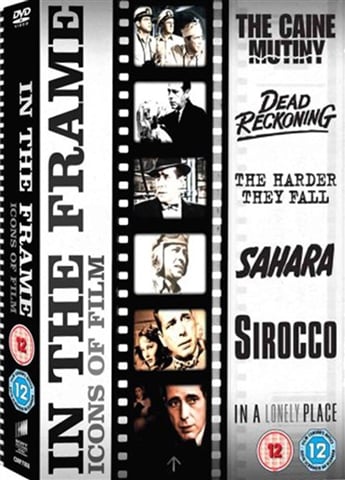 DVD
VIDEO
IN THE FRAME
ICONS OF FILM
12
12
IN THE FRAME
ICONS OF FILM
THE CAINE
MUTINY
DEAD
RECKONING
THE HARDER
THEY FALL
SAHARA
SIROCCO
IN A LONELY PLACE
12
12